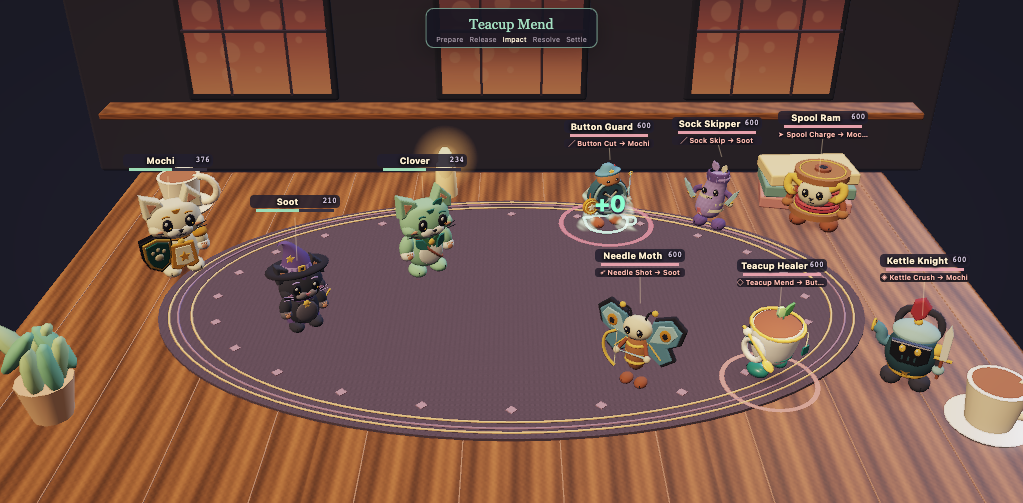 Teacup Mend
Prepare Release Impact Resolve Settle
Button Guard 600
Button Cut → Mochi
Sock Skipper 600
Sock Skip → Soot
Spool Ram 600
Spool Charge → Moc...
Mochi 376
Clover 234
Soot 210
+0
Needle Moth 600
Needle Shot → Soot
Teacup Healer 600
Teacup Mend → But...
Kettle Knight 600
Kettle Crush → Mochi